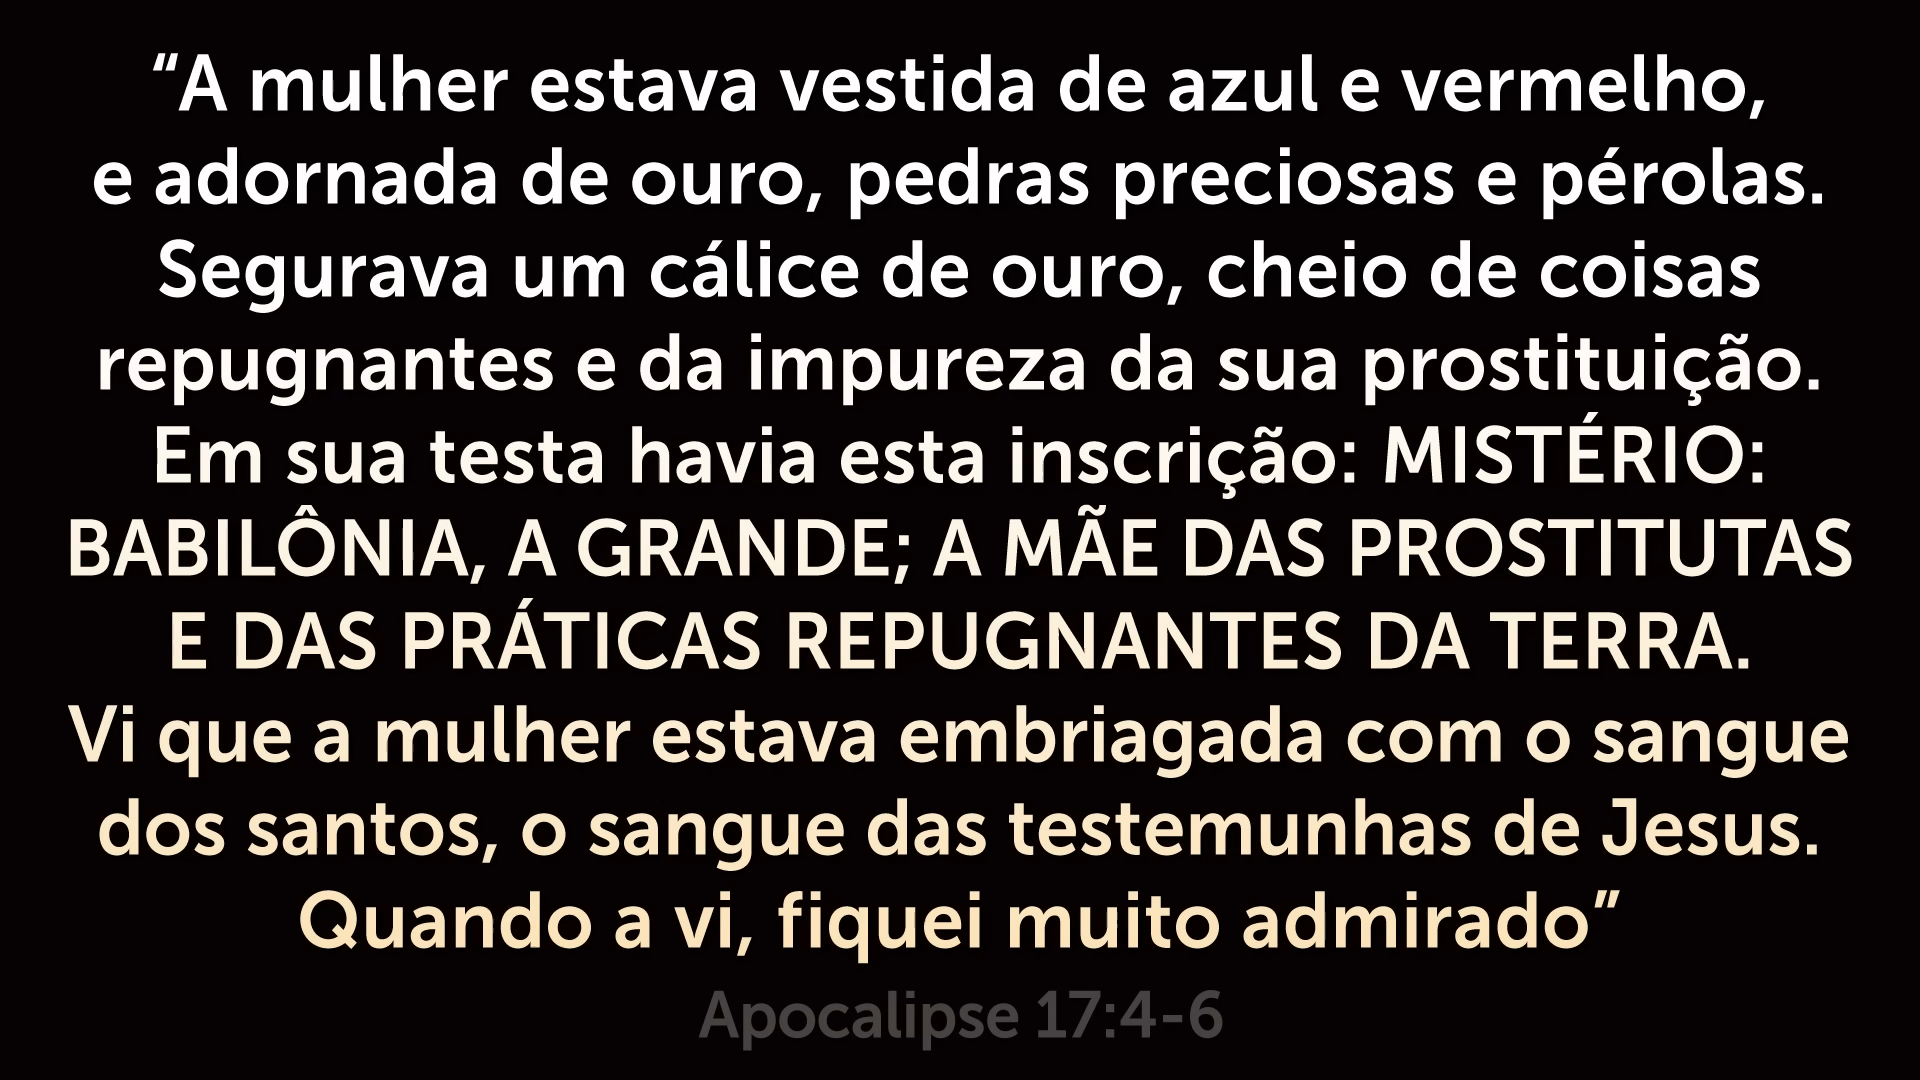 “A mulher estava vestida de azul e vermelho,
e adornada de ouro, pedras preciosas e pérolas.
Segurava um cálice de ouro, cheio de coisas
repugnantes e da impureza da sua prostituição.
Em sua testa havia esta inscrição: MISTÉRIO:
BABILÔNIA, A GRANDE; A MÃE DAS PROSTITUTAS
E DAS PRÁTICAS REPUGNANTES DA TERRA.
Vi que a mulher estava embriagada com o sangue
dos santos, o sangue das testemunhas de Jesus.
Quando a vi, fiquei muito admirado”
Apocalipse 17:4-6